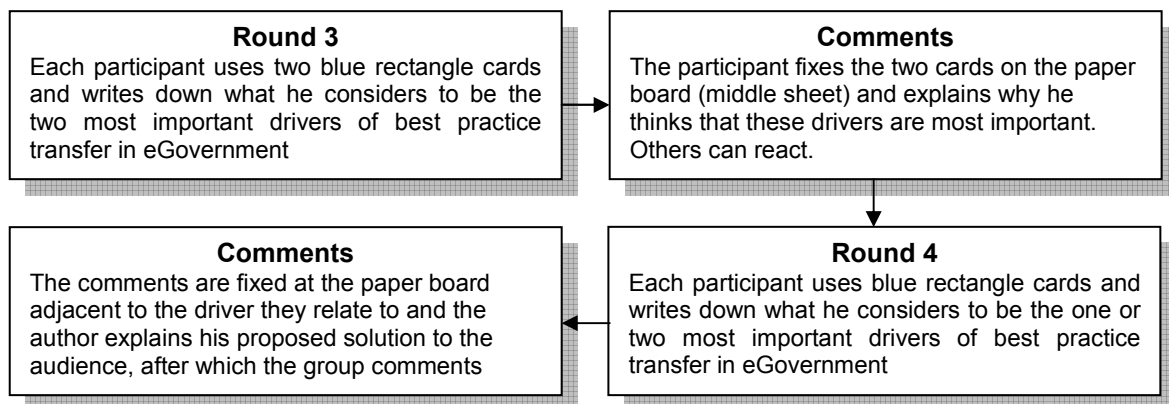 Round 3
Each participant uses two blue rectangle cards
and writes down what he considers to be the
two most important drivers of best practice
transfer in eGovernment
Comments
The participant fixes the two cards on the paper
board (middle sheet) and explains why he
thinks that these drivers are most important.
Others can react.
Round 4
Each participant uses blue rectangle cards and
writes down what he considers to be the one or
two most important drivers of best practice
transfer in eGovernment
Comments
The comments are fixed at the paper board
adjacent to the driver they relate to and the
author explains his proposed solution to the
audience, after which the group comments